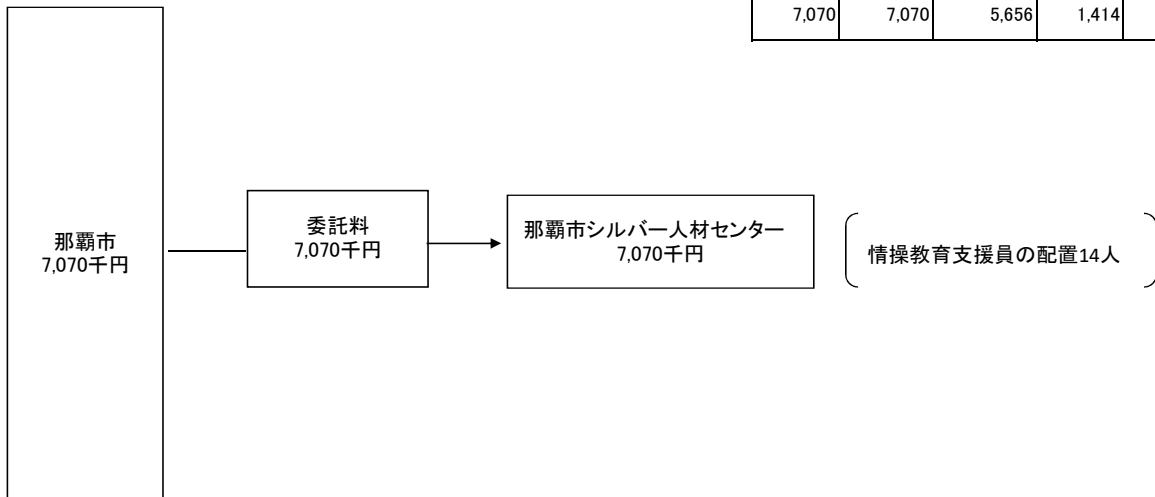 7,070 7,070 5,656 1,414
那覇市
7,070千円
委託料
7,070千円
那覇市シルバー人材センター
7,070千円
情操教育支援員の配置14人